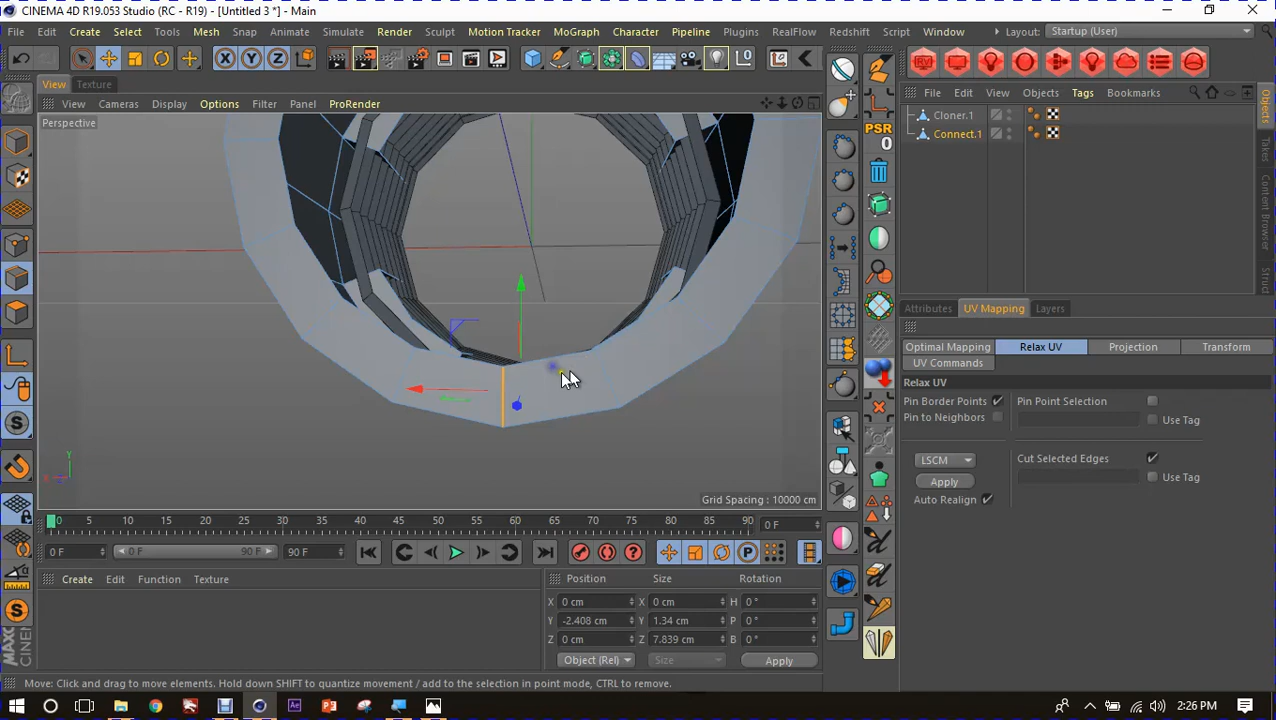 CINEMA 4D R19.053 Studio (RC - R19) - [Untitled 3 *] - Main
File Edit Create Select Tools Mesh Snap Animate Simulate Render Sculpt Motion Tracker MoGraph Character Pipeline Plugins RealFlow Redshift Script Window Layout: Startup (User)
X Y Z
View Texture
View Cameras Display Options Filter Panel ProRender
Perspective
Grid Spacing : 10000 cm
Y
X
PSR
0
File Edit View Objects Tags Bookmarks
Cloner.1
Connect.1
Objects
Takes
Content Browser
Struct
Attributes UV Mapping Layers
Optimal Mapping Relax UV Projection Transform
UV Commands
Relax UV
Pin Border Points Pin Point Selection
Pin to Neighbors Use Tag
LSCM Cut Selected Edges
Apply Use Tag
Auto Realign
0 5 10 15 20 25 30 35 40 45 50 55 60 65 70 75 80 85 90 0 F
0 F 0 F 90 F 90 F
Create Edit Function Texture
Position Size Rotation
X 0 cm X 0 cm H 0 °
Y -2.408 cm Y 1.34 cm P 0 °
Z 0 cm Z 7.839 cm B 0 °
Object (Rel) Size Apply
MAXON
CINEMA 4D
Move: Click and drag to move elements. Hold down SHIFT to quantize movement / add to the selection in point mode, CTRL to remove.
2:26 PM